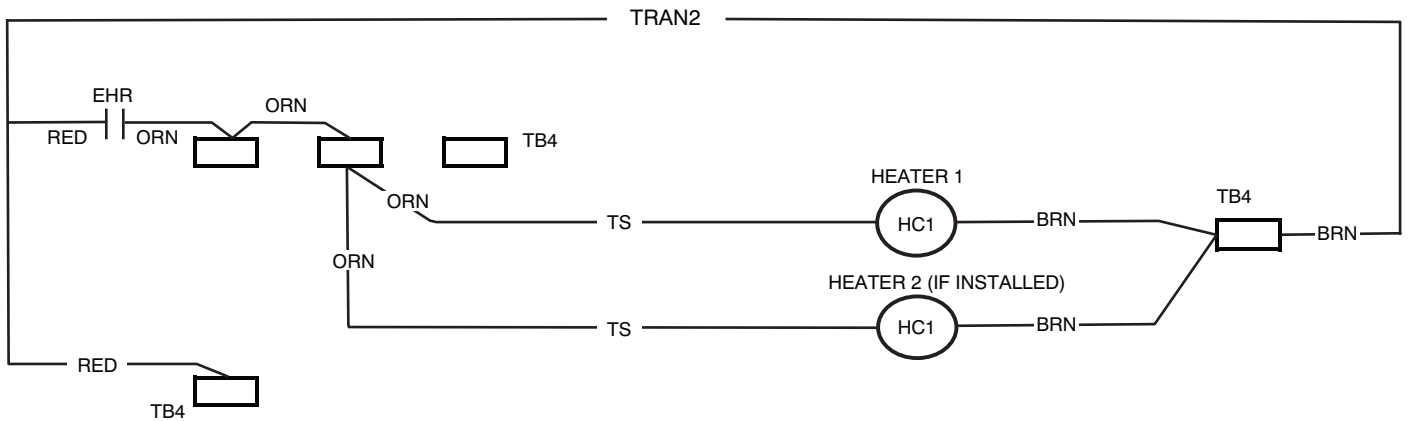 TRAN2
EHR
ORN
RED
ORN
TB4
HEATER 1
ORN
TB4
TS
HC1
BRN
BRN
ORN
HEATER 2 (IF INSTALLED)
TS
HC1
BRN
RED
TB4